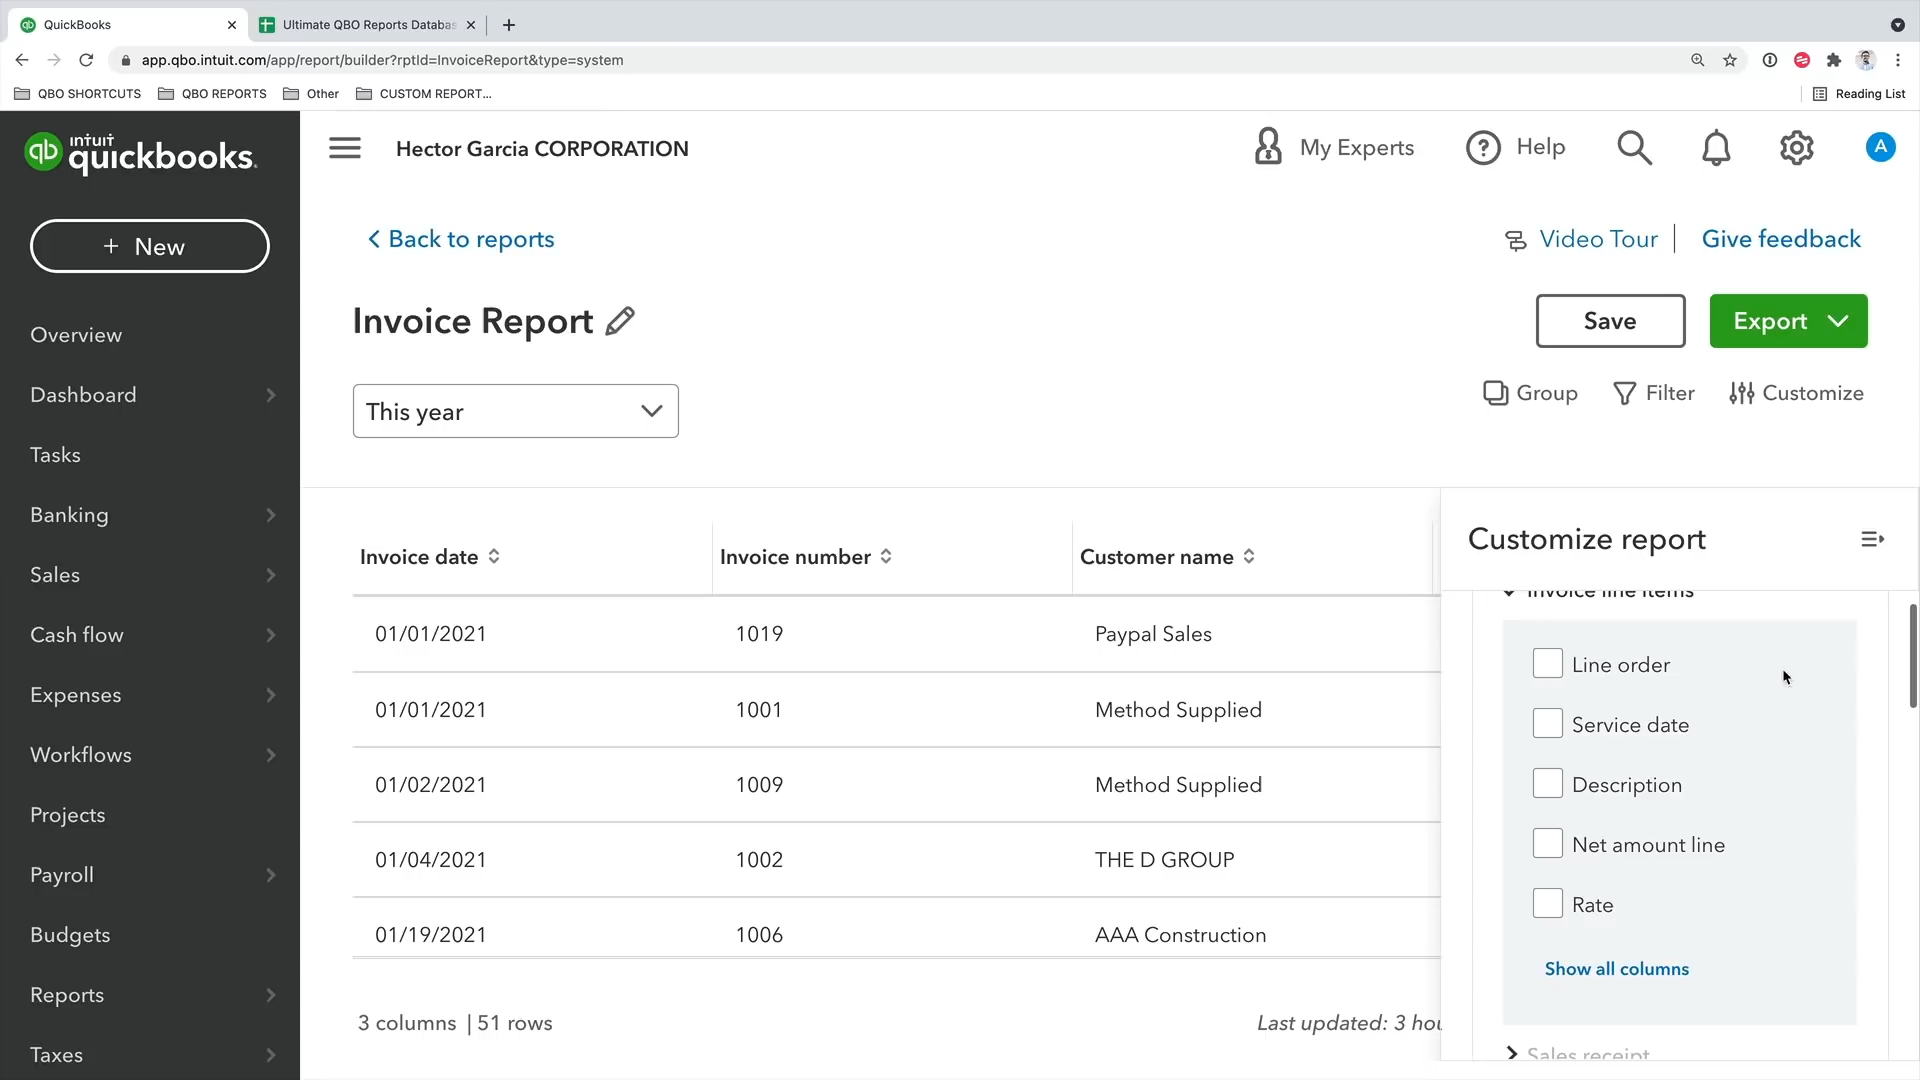 QuickBooks
Ultimate QBO Reports Databas
app.qbo.intuit.com/app/report/builder?rptId=InvoiceReport&type=system
QBO SHORTCUTS
QBO REPORTS
Other
CUSTOM REPORT...
Reading List
intuit
quickbooks.
Hector Garcia CORPORATION
My Experts
Help
A
+ New
Back to reports
Video Tour
Give feedback
Invoice Report
Save
Export
This year
Group
Filter
Customize
Overview
Dashboard
Tasks
Banking
Sales
Cash flow
Expenses
Workflows
Projects
Payroll
Budgets
Reports
Taxes
Invoice date Invoice number Customer name
01/01/2021 1019 Paypal Sales
01/01/2021 1001 Method Supplied
01/02/2021 1009 Method Supplied
01/04/2021 1002 THE D GROUP
01/19/2021 1006 AAA Construction
3 columns | 51 rows
Last updated: 3 hou
Customize report
Invoice line items
Line order
Service date
Description
Net amount line
Rate
Show all columns
Sales receipt